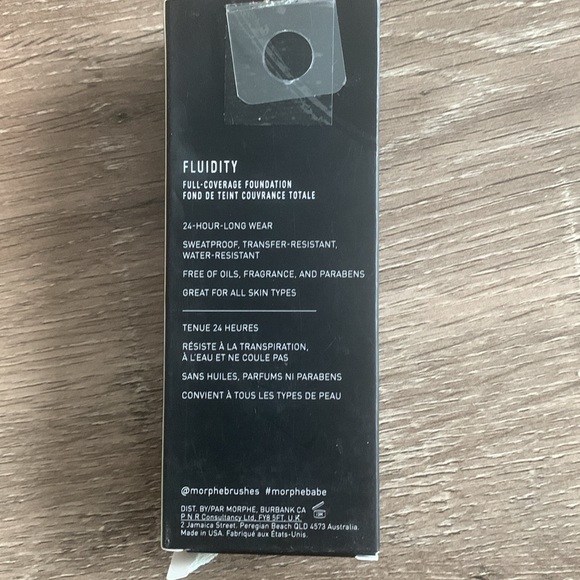 FLUIDITY
FULL-COVERAGE FOUNDATION
FOND DE TEINT COUVRANCE TOTALE
24-HOUR-LONG WEAR
SWEATPROOF, TRANSFER-RESISTANT,
WATER-RESISTANT
FREE OF OILS, FRAGRANCE, AND PARABENS
GREAT FOR ALL SKIN TYPES
TENUE 24 HEURES
RÉSISTE À LA TRANSPIRATION,
À L'EAU ET NE COULE PAS
SANS HUILES, PARFUMS NI PARABENS
CONVIENT À TOUS LES TYPES DE PEAU
@morphebrushes #morphebabe
DIST. BY/PAR MORPHE, BURBANK CA
P N R Consultancy Ltd, FY8 5FT. U.K.
2 Jamaica Street. Peregian Beach QLD 4573 Australia.
Made in USA. Fabriqué aux États-Unis.